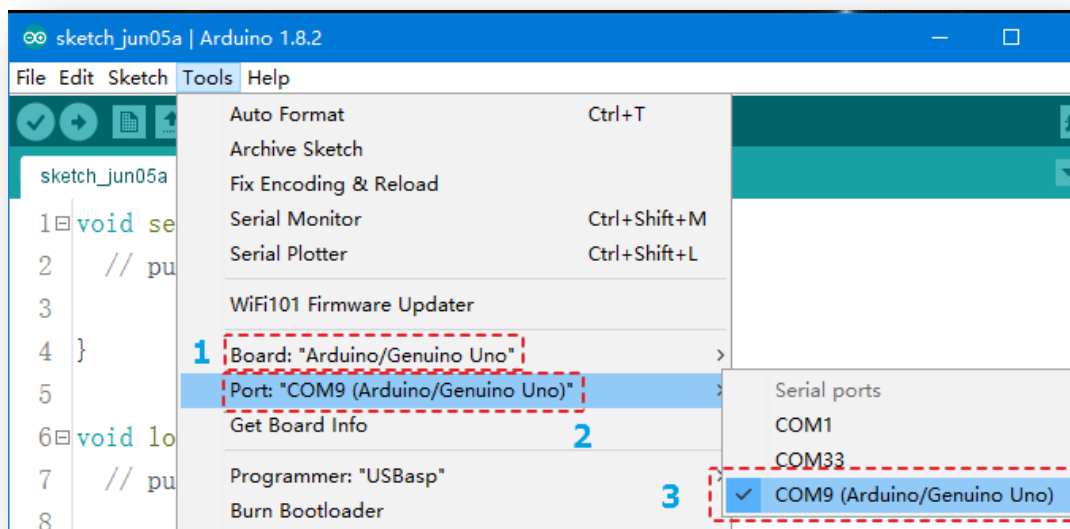 sketch_jun05a | Arduino 1.8.2
File Edit Sketch Tools Help
sketch_jun05a
Auto Format Ctrl+T
Archive Sketch
Fix Encoding & Reload
Serial Monitor Ctrl+Shift+M
Serial Plotter Ctrl+Shift+L
WiFi101 Firmware Updater
1 Board: "Arduino/Genuino Uno"
Port: "COM9 (Arduino/Genuino Uno)"
2
Get Board Info
Programmer: "USBasp"
Burn Bootloader
Serial ports
COM1
COM33
3 COM9 (Arduino/Genuino Uno)
1 void se
2 // pu
3
4 }
5
6 void lo
7 // pu
8